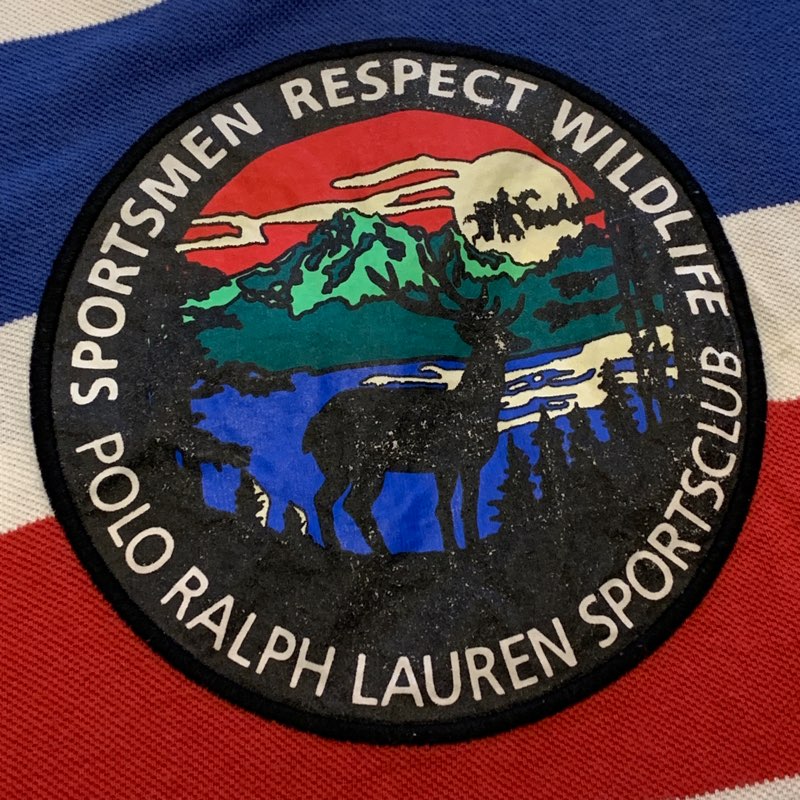 SPORTSMEN RESPECT WILDLIFE
POLO RALPH LAUREN SPORTSCLUB